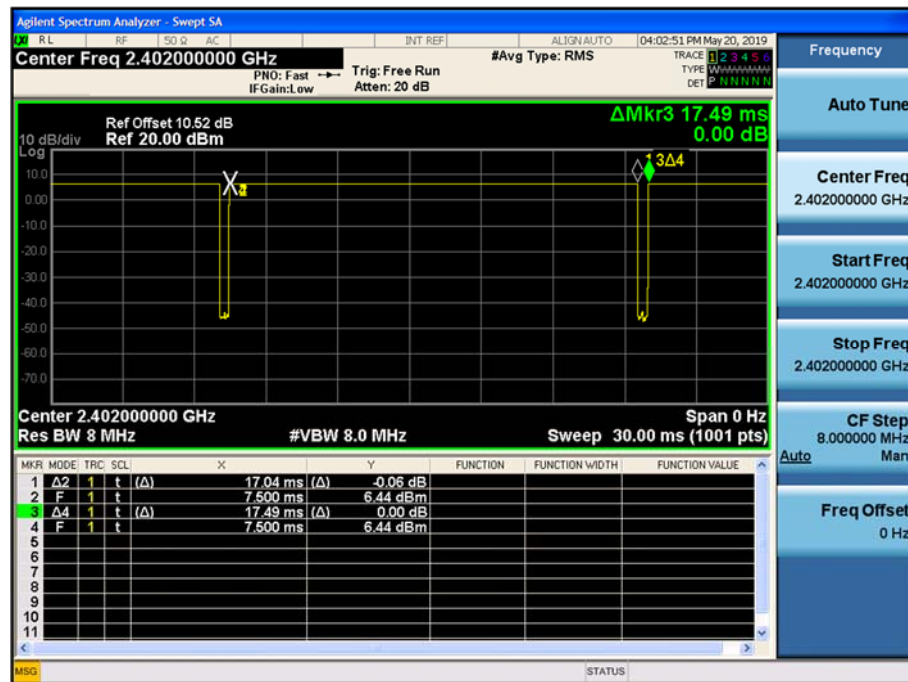 Agilent Spectrum Analyzer - Swept SA
RL RF 50 Ω AC INT REF ALIGNAUTO 04:02:51 PM May 20, 2019
Center Freq 2.402000000 GHz #Avg Type: RMS TRACE 1 2 3 4 5 6
PNO: Fast Trig: Free Run TYPE WWWWWW
IFGain:Low Atten: 20 dB DET P N N N N N
ΔMkr3 17.49 ms
0.00 dB
Ref Offset 10.52 dB
10 dB/div Ref 20.00 dBm
Log
1 3Δ4
10.0
0.00
-10.0
-20.0
-30.0
-40.0
-50.0
-60.0
-70.0
Center 2.402000000 GHz Span 0 Hz
Res BW 8 MHz #VBW 8.0 MHz Sweep 30.00 ms (1001 pts)
MKR MODE TRC SCL X Y FUNCTION FUNCTION WIDTH FUNCTION VALUE
1 Δ2 1 t (Δ) 17.04 ms (Δ) -0.06 dB
2 F 1 t 7.500 ms 6.44 dBm
3 Δ4 1 t (Δ) 17.49 ms (Δ) 0.00 dB
4 F 1 t 7.500 ms 6.44 dBm
5
6
7
8
9
10
11
MSG STATUS
Frequency
Auto Tune
Center Freq
2.402000000 GHz
Start Freq
2.402000000 GHz
Stop Freq
2.402000000 GHz
CF Step
8.000000 MHz
Auto Man
Freq Offset
0 Hz